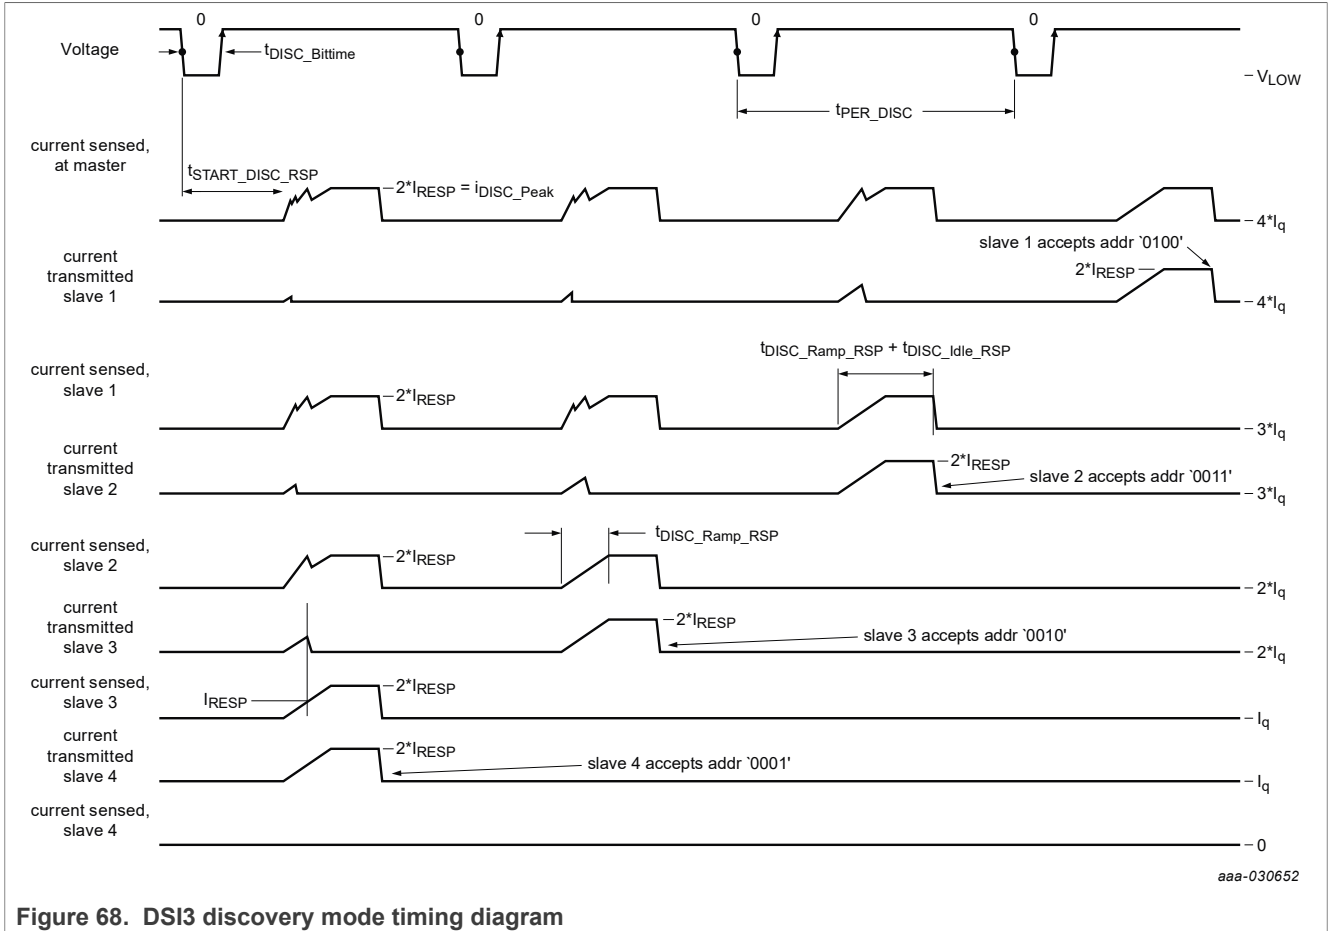 0 0 0 0
Voltage
tDISC_Bittime
VLOW
tPER_DISC
current sensed,
at master
tSTART_DISC_RSP
2*IRESP = iDISC_Peak
4*Iq
slave 1 accepts addr `0100'
current
transmitted
slave 1
2*IRESP
4*Iq
tDISC_Ramp_RSP + tDISC_Idle_RSP
current sensed,
slave 1
2*IRESP
3*Iq
current
transmitted
slave 2
2*IRESP
slave 2 accepts addr `0011'
3*Iq
tDISC_Ramp_RSP
current sensed,
slave 2
2*IRESP
2*Iq
current
transmitted
slave 3
2*IRESP
slave 3 accepts addr `0010'
2*Iq
current sensed,
slave 3
IRESP
2*IRESP
Iq
current
transmitted
slave 4
2*IRESP
slave 4 accepts addr `0001'
Iq
current sensed,
slave 4
0
aaa-030652
Figure 68. DSI3 discovery mode timing diagram